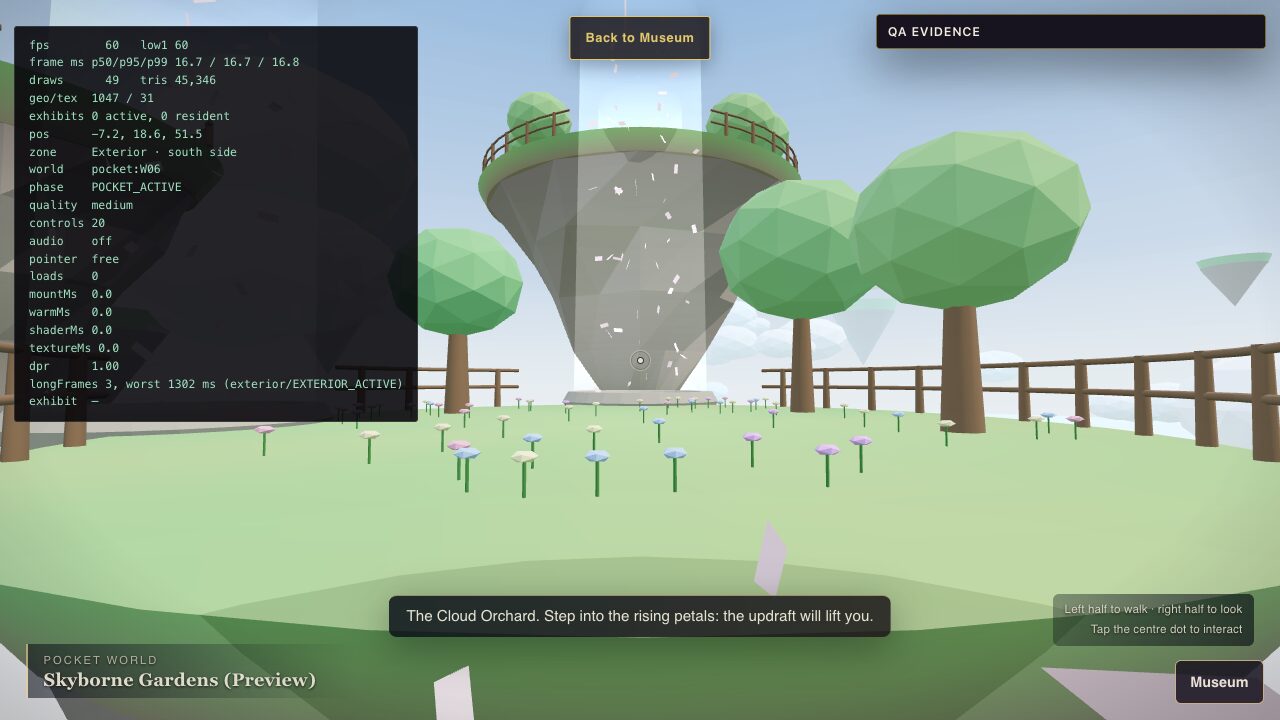 fps 60 low1 60
frame ms p50/p95/p99 16.7 / 16.7 / 16.8
draws 49 tris 45,346
geo/tex 1047 / 31
exhibits 0 active, 0 resident
pos −7.2, 18.6, 51.5
zone Exterior · south side
world pocket:W06
phase POCKET_ACTIVE
quality medium
controls 20
audio off
pointer free
loads 0
mountMs 0.0
warmMs 0.0
shaderMs 0.0
textureMs 0.0
dpr 1.00
longFrames 3, worst 1302 ms (exterior/EXTERIOR_ACTIVE)
exhibit —
Back to Museum
QA EVIDENCE
The Cloud Orchard. Step into the rising petals: the updraft will lift you.
Left half to walk · right half to look
Tap the centre dot to interact
POCKET WORLD
Skyborne Gardens (Preview)
Museum